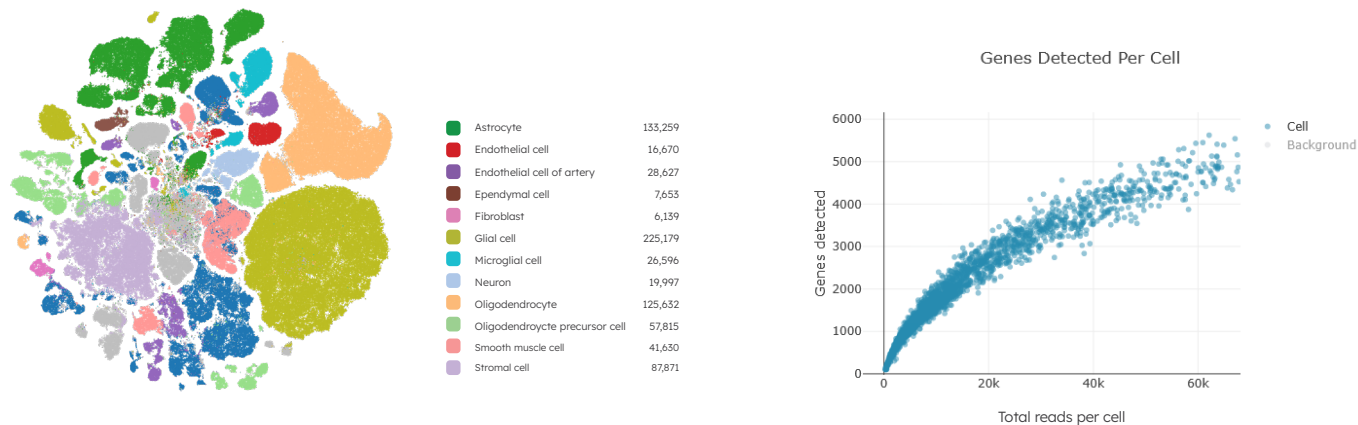 Astrocyte 133,259
Endothelial cell 16,670
Endothelial cell of artery 28,627
Ependymal cell 7,653
Fibroblast 6,139
Glial cell 225,179
Microglial cell 26,596
Neuron 19,997
Oligodendrocyte 125,632
Oligodendroycte precursor cell 57,815
Smooth muscle cell 41,630
Stromal cell 87,871
Genes Detected Per Cell
Genes detected
6000
5000
4000
3000
2000
1000
0
0 20k 40k 60k
Total reads per cell
Cell
Background